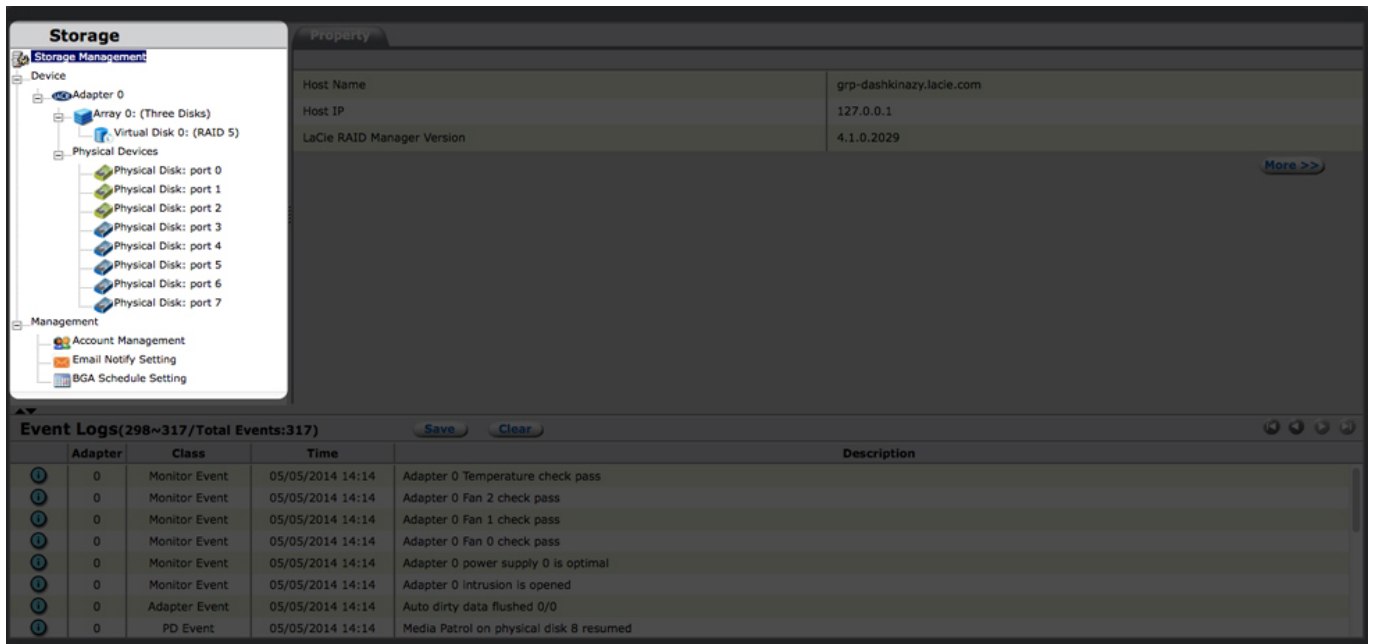 Storage
Storage Management
Device
Adapter 0
Array 0: (Three Disks)
Virtual Disk 0: (RAID 5)
Physical Devices
Physical Disk: port 0
Physical Disk: port 1
Physical Disk: port 2
Physical Disk: port 3
Physical Disk: port 4
Physical Disk: port 5
Physical Disk: port 6
Physical Disk: port 7
Management
Account Management
Email Notify Setting
BGA Schedule Setting
Property
Host Name grp-dashkinazy.lacie.com
Host IP 127.0.0.1
LaCie RAID Manager Version 4.1.0.2029
More >>
Event Logs(298~317/Total Events:317) Save Clear
Adapter Class Time Description
0 Monitor Event 05/05/2014 14:14 Adapter 0 Temperature check pass
0 Monitor Event 05/05/2014 14:14 Adapter 0 Fan 2 check pass
0 Monitor Event 05/05/2014 14:14 Adapter 0 Fan 1 check pass
0 Monitor Event 05/05/2014 14:14 Adapter 0 Fan 0 check pass
0 Monitor Event 05/05/2014 14:14 Adapter 0 power supply 0 is optimal
0 Monitor Event 05/05/2014 14:14 Adapter 0 intrusion is opened
0 Adapter Event 05/05/2014 14:14 Auto dirty data flushed 0/0
0 PD Event 05/05/2014 14:14 Media Patrol on physical disk 8 resumed